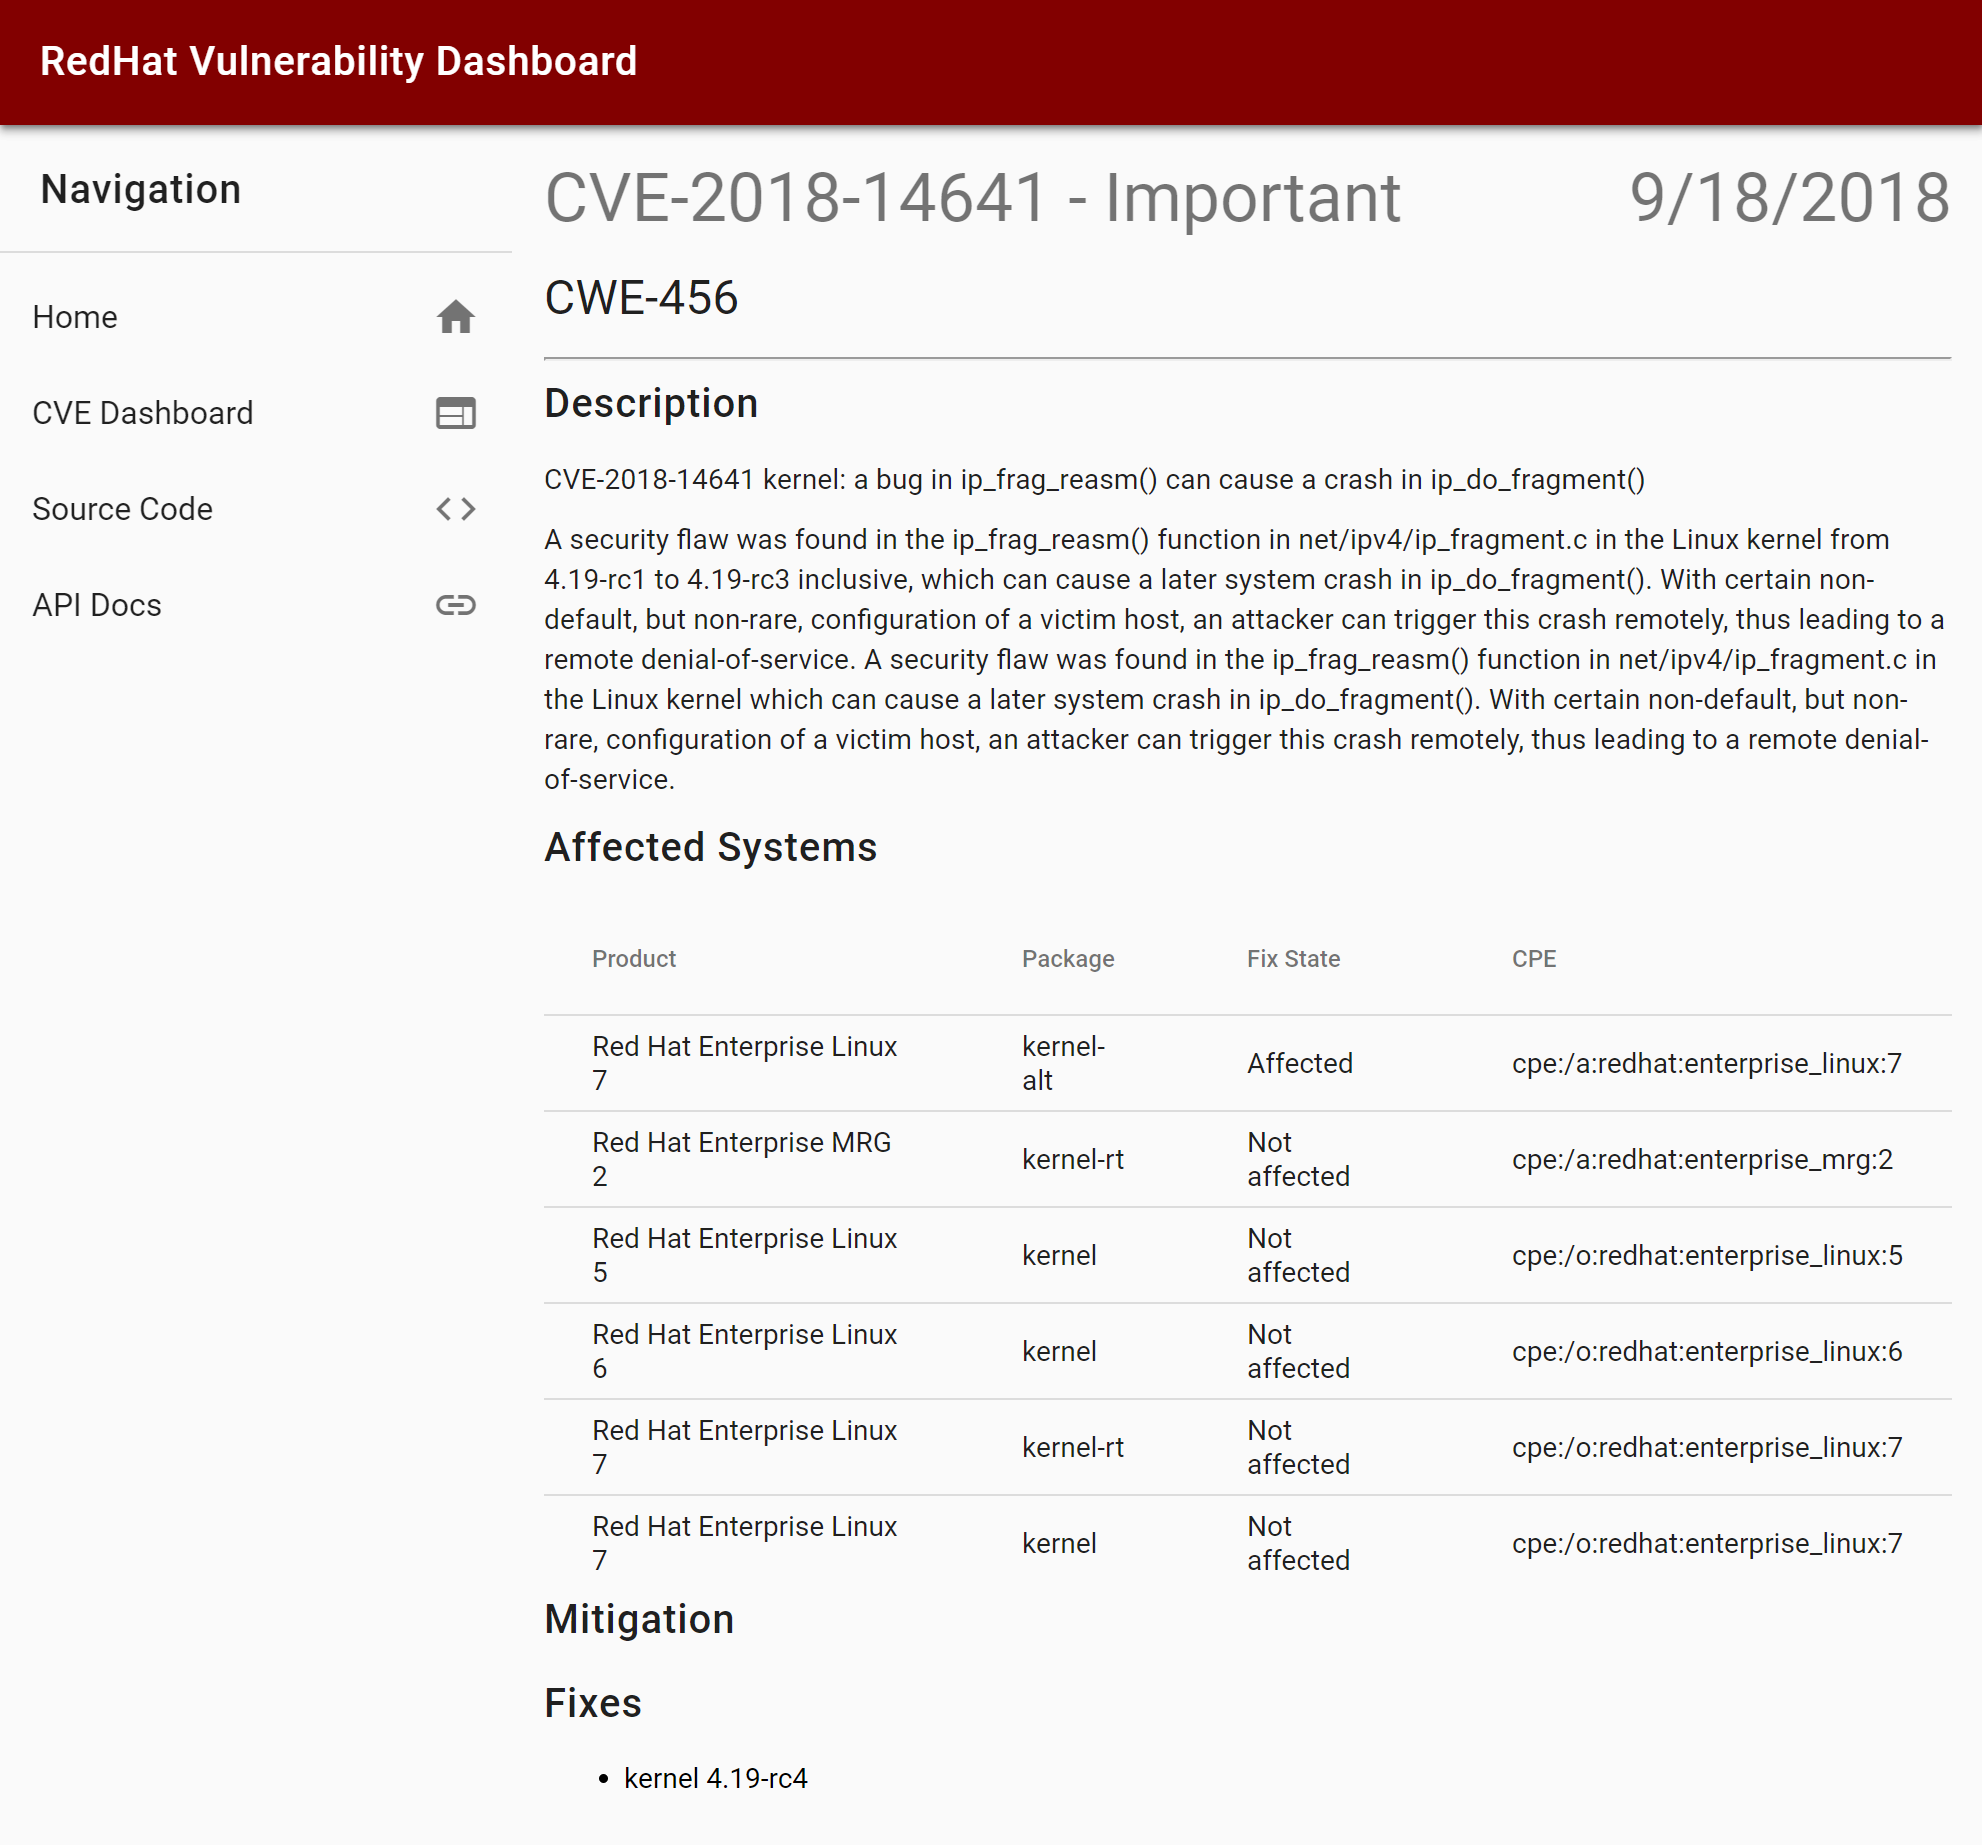 RedHat Vulnerability Dashboard
Navigation
Home
CVE Dashboard
Source Code
API Docs
CVE-2018-14641 - Important 9/18/2018
CWE-456
Description
CVE-2018-14641 kernel: a bug in ip_frag_reasm() can cause a crash in ip_do_fragment()
A security flaw was found in the ip_frag_reasm() function in net/ipv4/ip_fragment.c in the Linux kernel from
4.19-rc1 to 4.19-rc3 inclusive, which can cause a later system crash in ip_do_fragment(). With certain non-
default, but non-rare, configuration of a victim host, an attacker can trigger this crash remotely, thus leading to a
remote denial-of-service. A security flaw was found in the ip_frag_reasm() function in net/ipv4/ip_fragment.c in
the Linux kernel which can cause a later system crash in ip_do_fragment(). With certain non-default, but non-
rare, configuration of a victim host, an attacker can trigger this crash remotely, thus leading to a remote denial-
of-service.
Affected Systems
Product Package Fix State CPE
Red Hat Enterprise Linux
7
kernel-
alt
Affected
cpe:/a:redhat:enterprise_linux:7
Red Hat Enterprise MRG
2
kernel-rt
Not
affected
cpe:/a:redhat:enterprise_mrg:2
Red Hat Enterprise Linux
5
kernel
Not
affected
cpe:/o:redhat:enterprise_linux:5
Red Hat Enterprise Linux
6
kernel
Not
affected
cpe:/o:redhat:enterprise_linux:6
Red Hat Enterprise Linux
7
kernel-rt
Not
affected
cpe:/o:redhat:enterprise_linux:7
Red Hat Enterprise Linux
7
kernel
Not
affected
cpe:/o:redhat:enterprise_linux:7
Mitigation
Fixes
• kernel 4.19-rc4